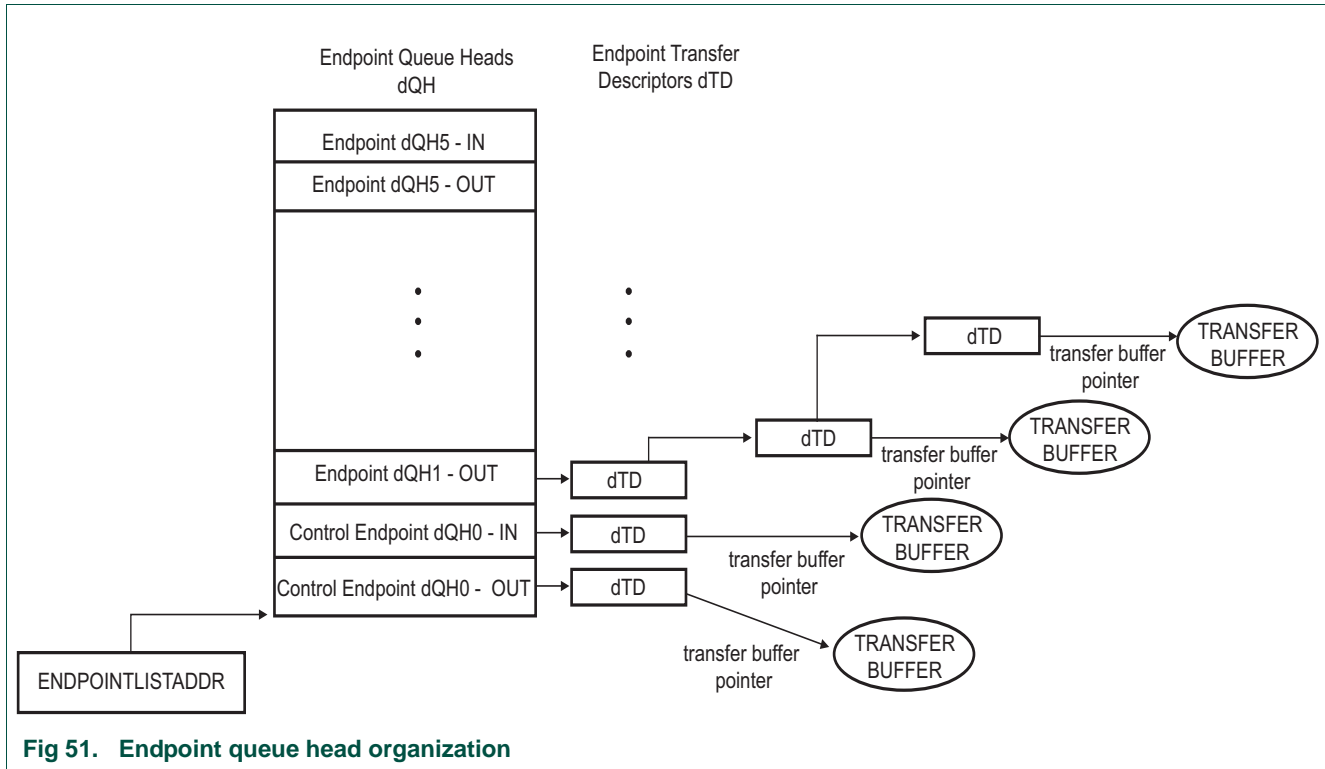 Endpoint Queue Heads
dQH
Endpoint Transfer
Descriptors dTD
Endpoint dQH5 - IN
Endpoint dQH5 - OUT
dTD
transfer buffer
pointer
TRANSFER
BUFFER
dTD
transfer buffer
pointer
TRANSFER
BUFFER
Endpoint dQH1 - OUT
dTD
Control Endpoint dQH0 - IN
dTD
transfer buffer
pointer
TRANSFER
BUFFER
Control Endpoint dQH0 - OUT
dTD
transfer buffer
pointer
TRANSFER
BUFFER
ENDPOINTLISTADDR
Fig 51. Endpoint queue head organization